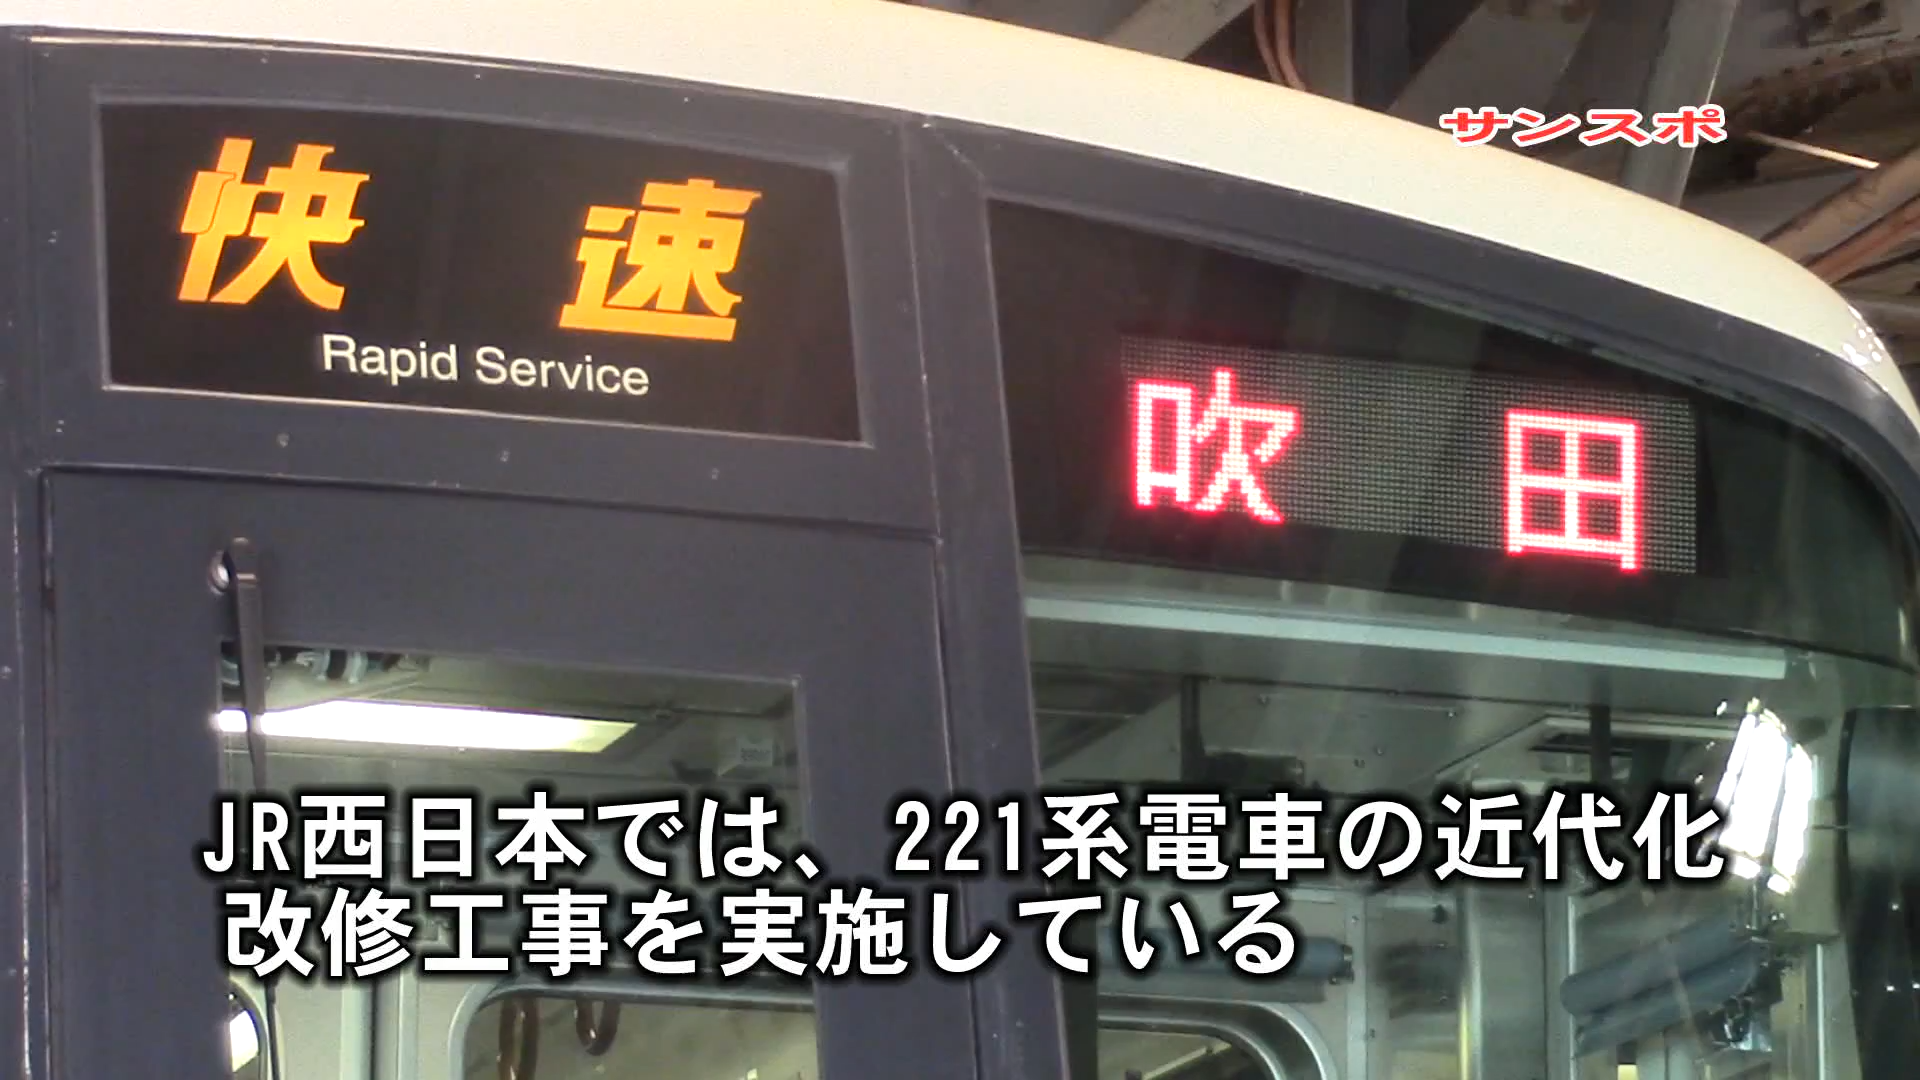 サンスポ
快速
Rapid Service
吹田
JR西日本では、221系電車の近代化
改修工事を実施している